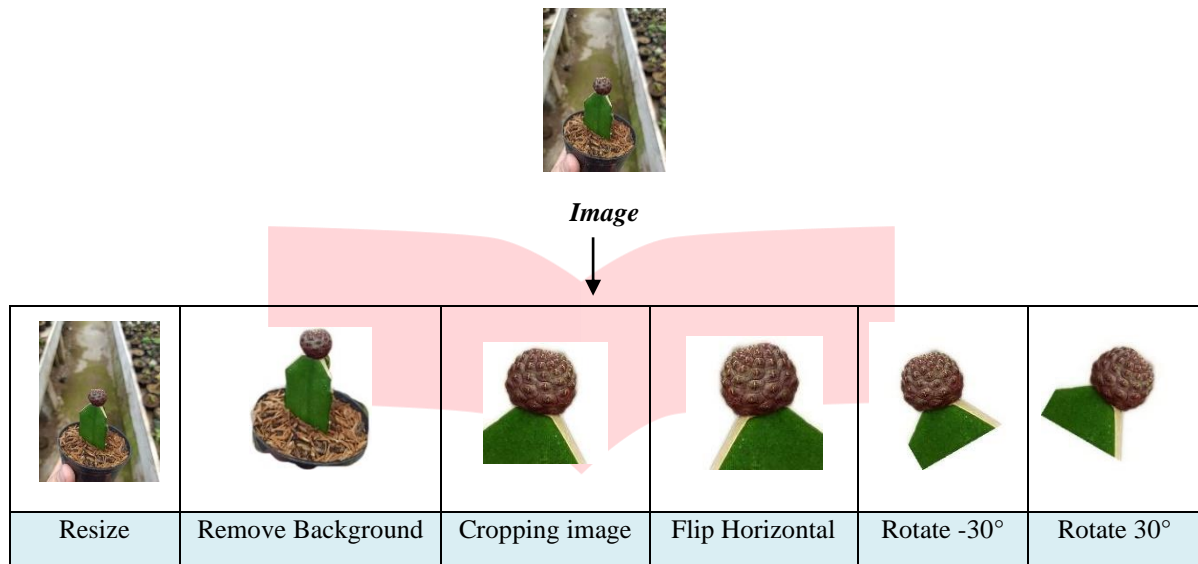 Image
Resize
Remove Background
Cropping image
Flip Horizontal
Rotate -30°
Rotate 30°